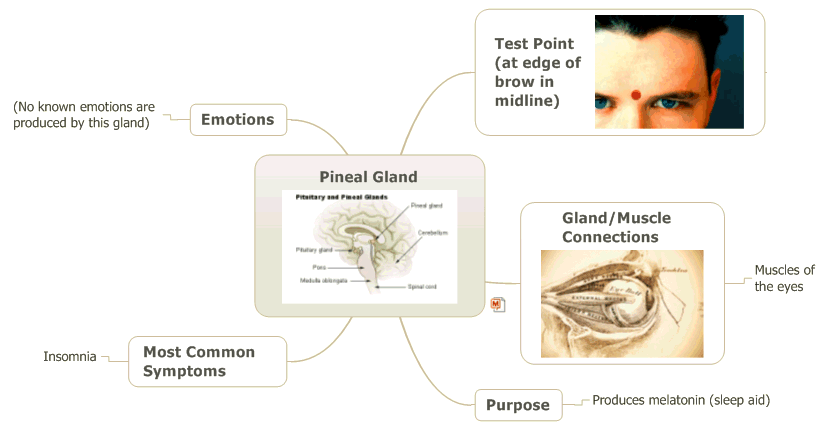 Test Point
(at edge of
brow in
midline)
(No known emotions are
produced by this gland)
Emotions
Pineal Gland
Pituitary and Pineal Glands
Pineal gland
Cerebellum
Pituitary gland
Pons
Medulla oblongata
Spinal cord
Gland/Muscle
Connections
Muscles of
the eyes
Most Common
Symptoms
Insomnia
Purpose
Produces melatonin (sleep aid)